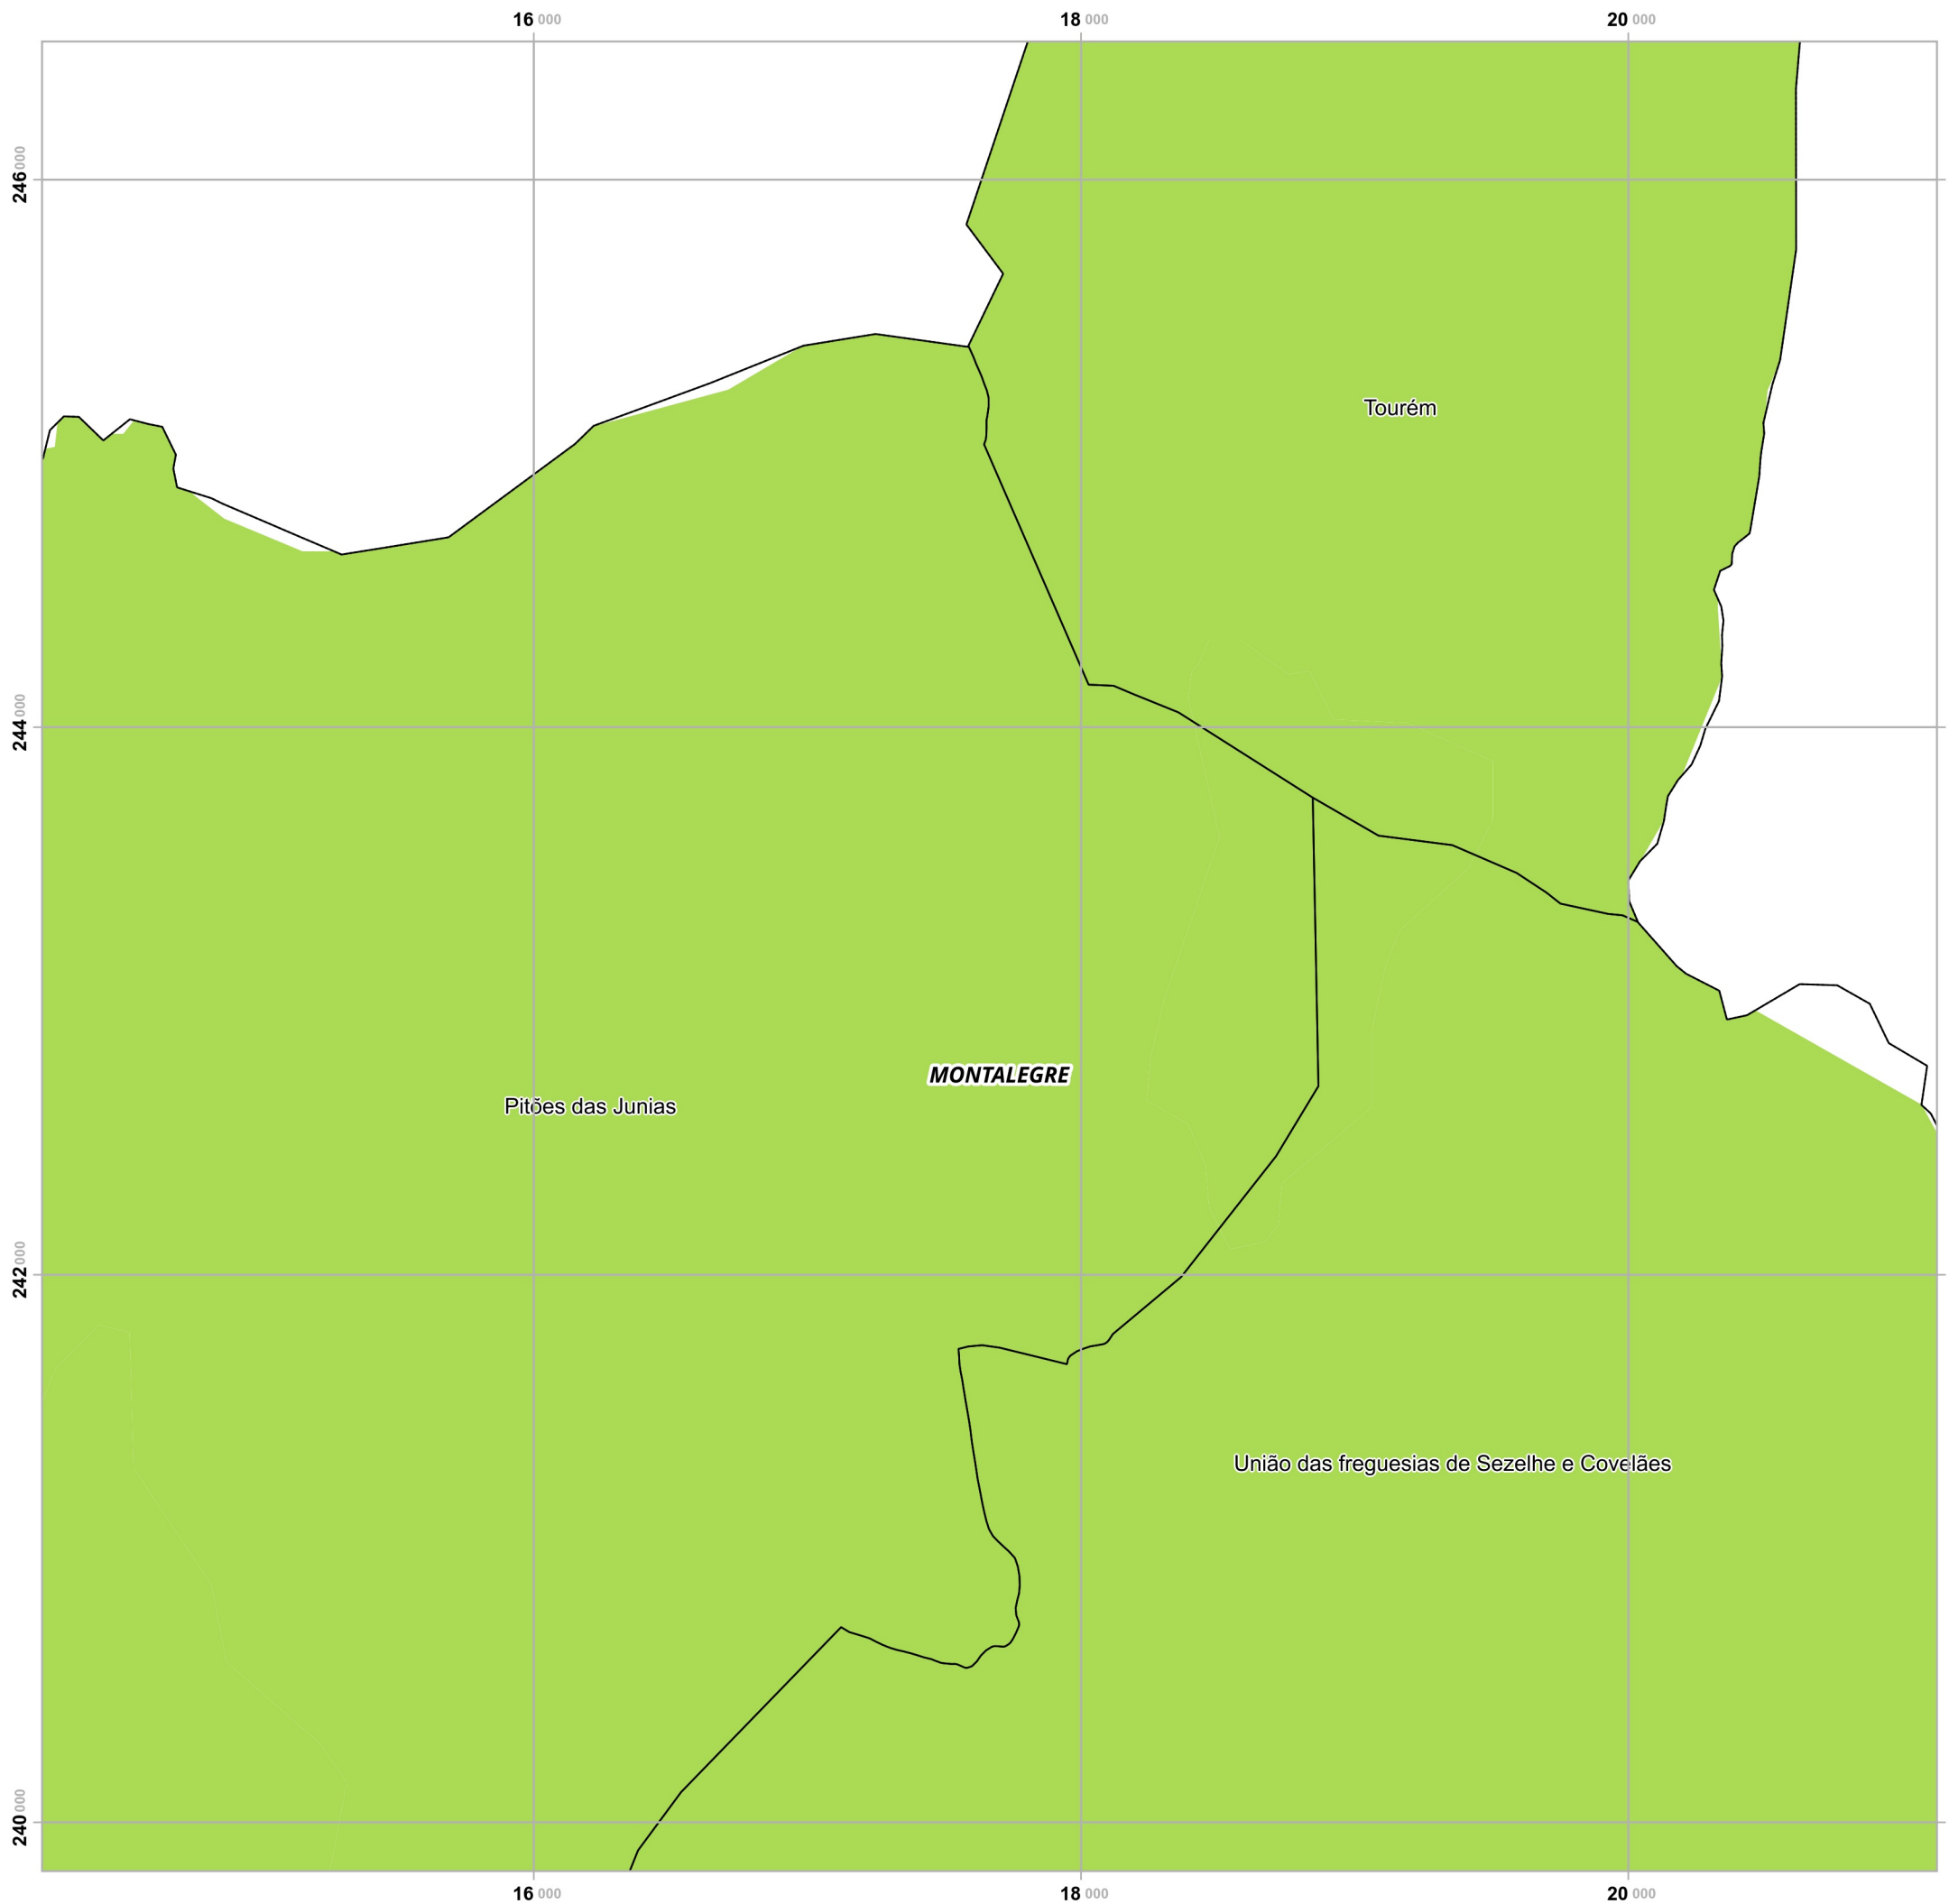 16 000 18 000 20 000
246 000
Tourém
244 000
MONTALEGRE
Pitões das Junias
242 000
União das freguesias de Sezelhe e Covelães
240 000
16 000 18 000 20 000